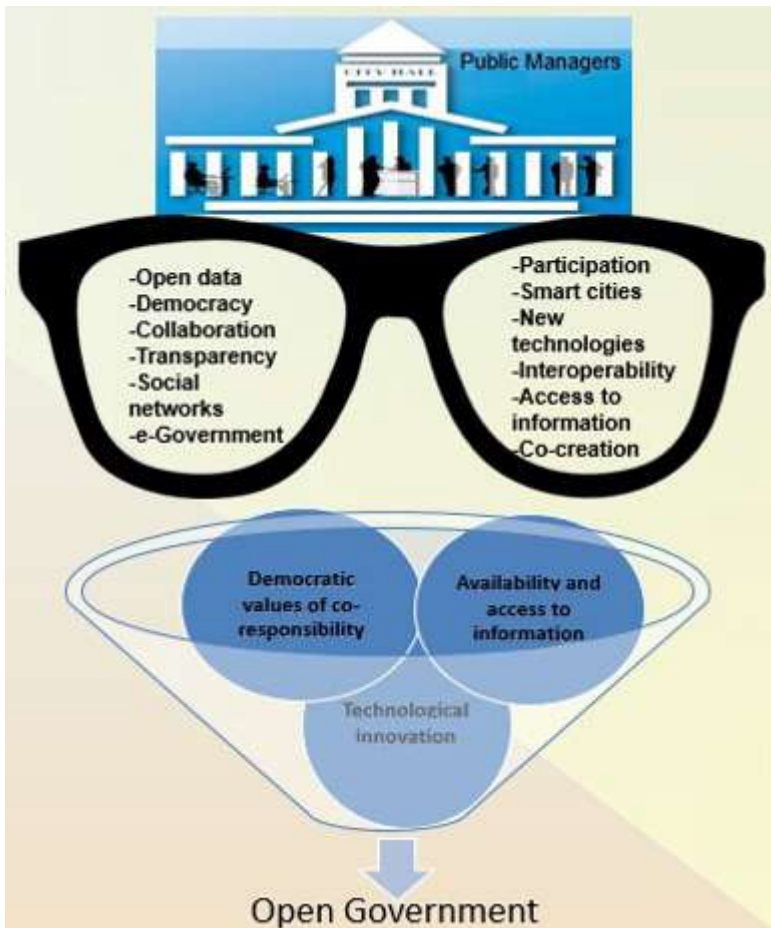 Public Managers
CITY HALL
-Open data
-Democracy
-Collaboration
-Transparency
-Social
networks
-e-Government
-Participation
-Smart cities
-New
technologies
-Interoperability
-Access to
information
-Co-creation
Democratic
values of co-
responsibility
Availability and
access to
information
Technological
innovation
Open Government